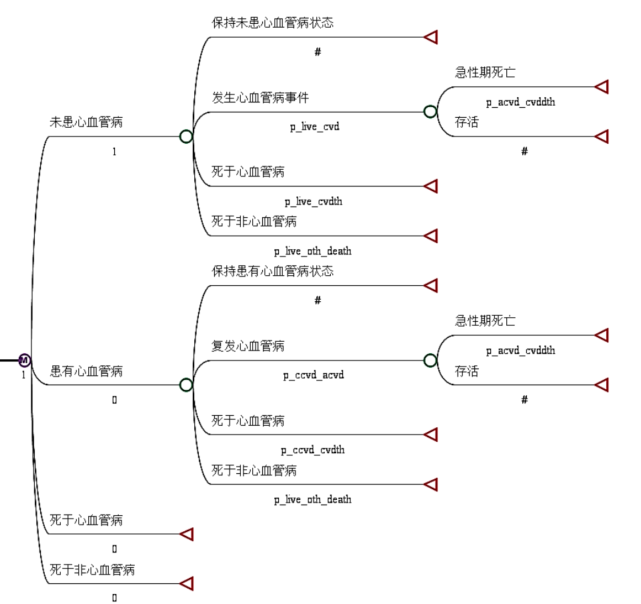 保持未患心血管病状态
#
急性期死亡
p_acvd_cvddth
发生心血管病事件
p_live_cvd
存活
#
未患心血管病
1
死于心血管病
p_live_cvdth
死于非心血管病
p_live_oth_death
保持患有心血管病状态
#
急性期死亡
p_acvd_cvddth
复发心血管病
p_ccvd_acvd
存活
#
M
1
患有心血管病
0
死于心血管病
p_ccvd_cvdth
死于非心血管病
p_live_oth_death
死于心血管病
0
死于非心血管病
0